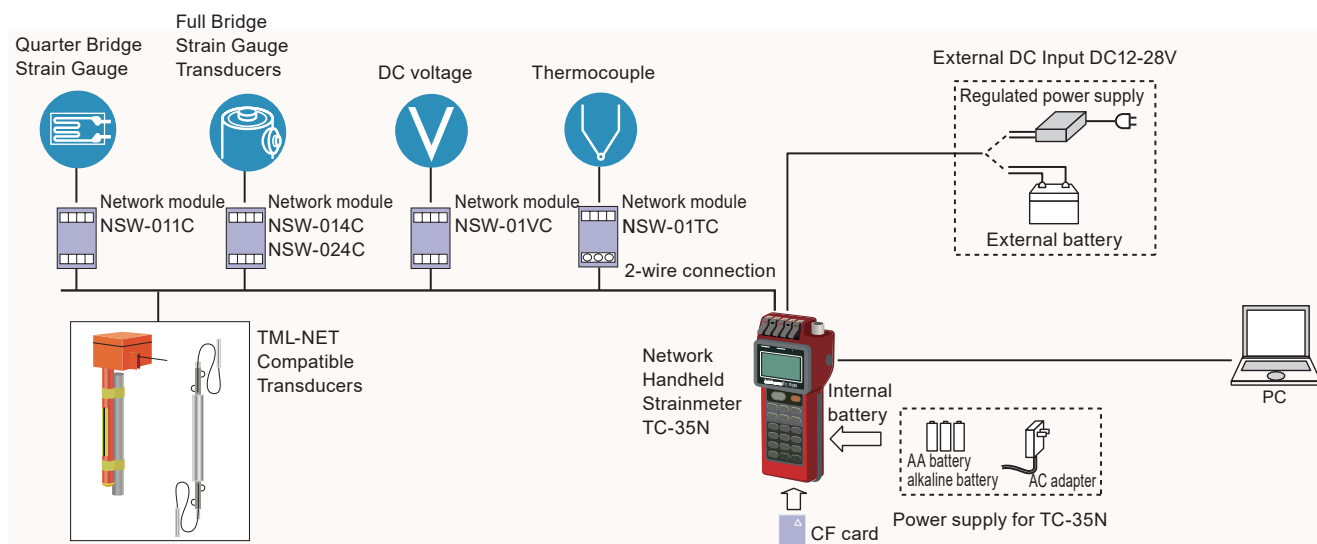 Full Bridge
Strain Gauge
Transducers
Quarter Bridge
Strain Gauge
DC voltage
Thermocouple
External DC Input DC12-28V
Regulated power supply
External battery
Network module
NSW-011C
Network module
NSW-014C
NSW-024C
Network module
NSW-01VC
Network module
NSW-01TC
2-wire connection
TML-NET
Compatible
Transducers
Network
Handheld
Strainmeter
TC-35N
Internal
battery
PC
AA battery
alkaline battery
AC adapter
Power supply for TC-35N
CF card